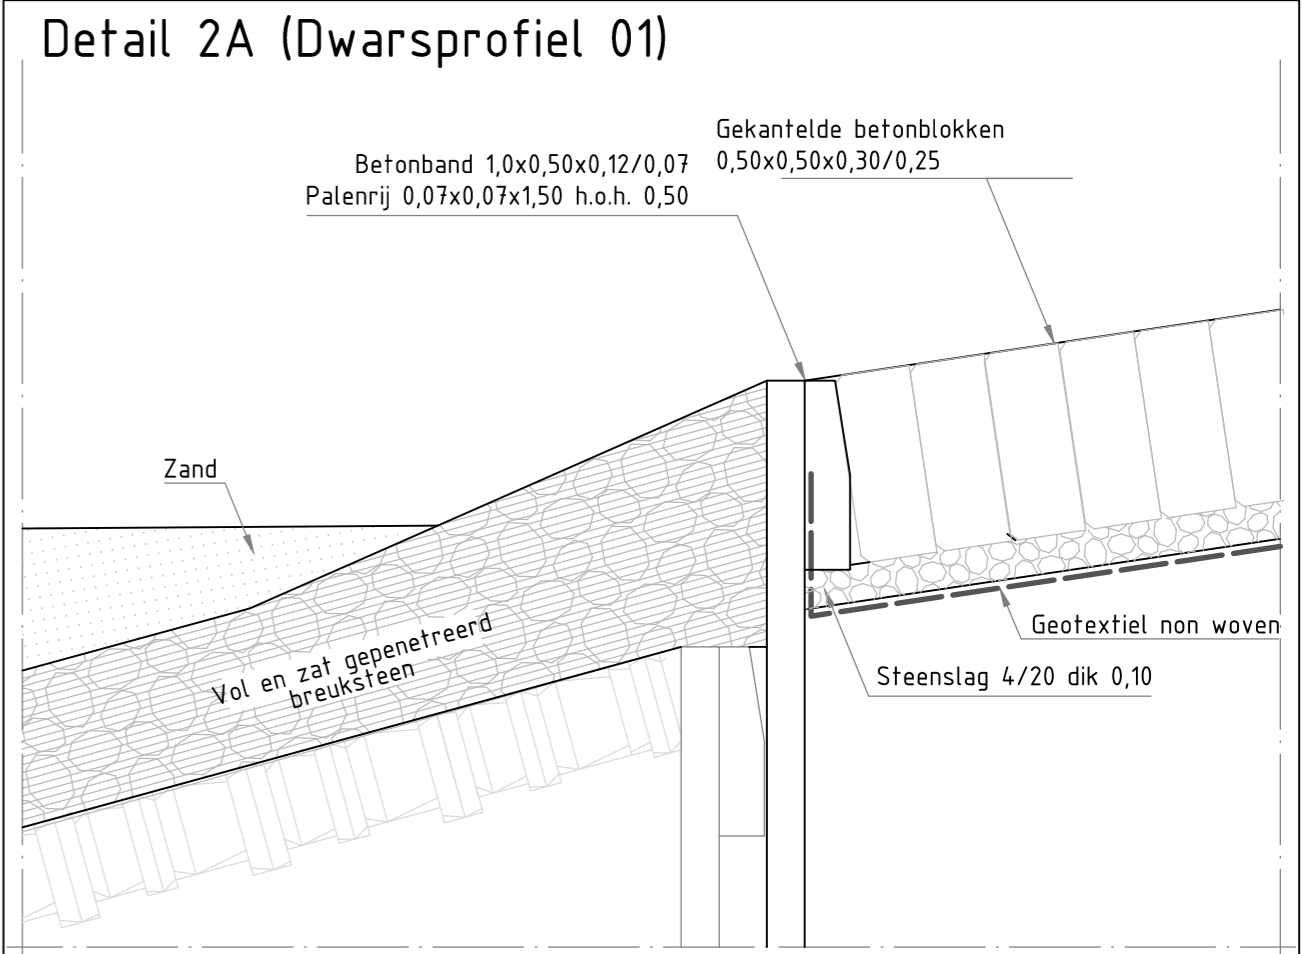 Detail 2A (Dwarsprofiel 01)
Gekantelde betonblokken
0,50x0,50x0,30/0,25
Betonband 1,0x0,50x0,12/0,07
Palenrij 0,07x0,07x1,50 h.o.h. 0,50
Zand
Vol en zat gepenetreerd
breuksteen
Geotextiel non woven
Steenslag 4/20 dik 0,10